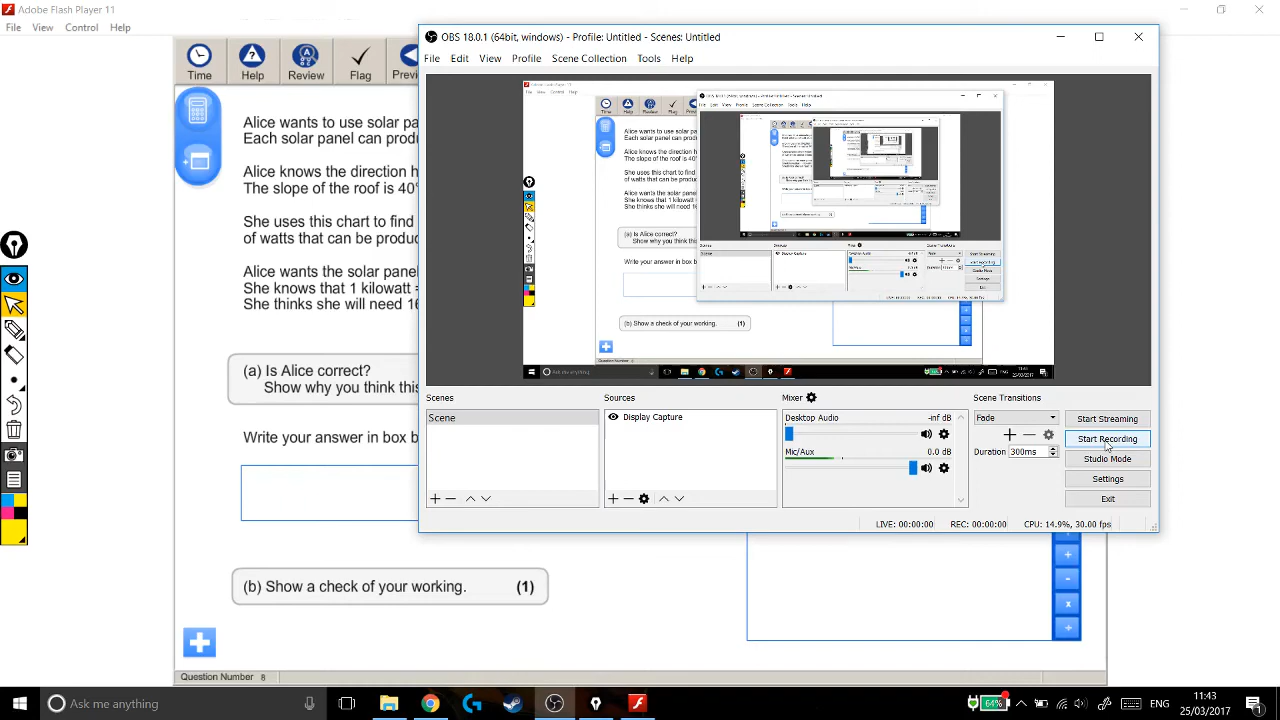 Adobe Flash Player 11
File View Control Help
Time Help Review Flag Previ
Alice wants to use solar pa
Each solar panel can produ
Alice knows the direction h
The slope of the roof is 40°
She uses this chart to find
of watts that can be produc
Alice wants the solar panel
She knows that 1 kilowatt =
She thinks she will need 16
(a) Is Alice correct?
Show why you think this
Write your answer in box b
(b) Show a check of your working. (1)
Question Number 8
OBS 18.0.1 (64bit, windows) - Profile: Untitled - Scenes: Untitled
File Edit View Profile Scene Collection Tools Help
Scenes
Scene
Sources
Display Capture
Mixer
Desktop Audio -inf dB
Mic/Aux 0.0 dB
Scene Transitions
Fade
Duration 300ms
Start Streaming
Start Recording
Studio Mode
Settings
Exit
LIVE: 00:00:00 REC: 00:00:00 CPU: 14.9%, 30.00 fps
+
-
x
÷
Ask me anything
64%
ENG
11:43
25/03/2017